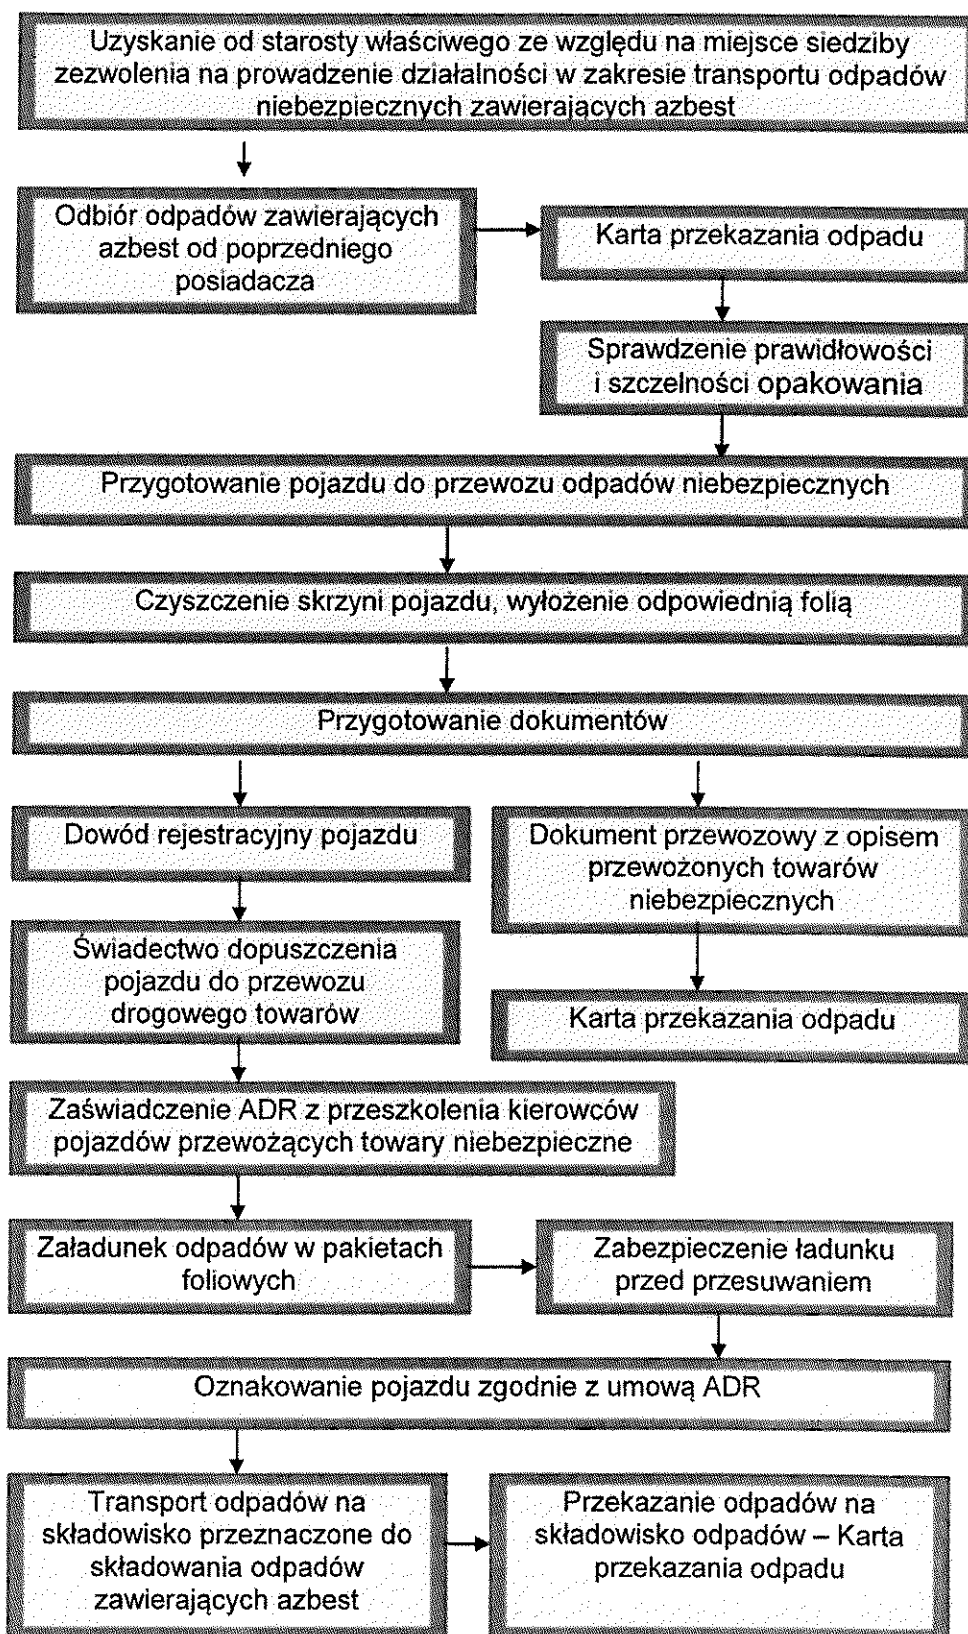 Uzyskanie od starosty właściwego ze względu na miejsce siedziby
zezwolenia na prowadzenie działalności w zakresie transportu odpadów
niebezpiecznych zawierających azbest
Odbiór odpadów zawierających
azbest od poprzedniego
posiadacza
Karta przekazania odpadu
Sprawdzenie prawidłowości
i szczelności opakowania
Przygotowanie pojazdu do przewozu odpadów niebezpiecznych
Czyszczenie skrzyni pojazdu, wyłożenie odpowiednią folią
Przygotowanie dokumentów
Dowód rejestracyjny pojazdu
Świadectwo dopuszczenia
pojazdu do przewozu
drogowego towarów
Dokument przewozowy z opisem
przewożonych towarów
niebezpiecznych
Karta przekazania odpadu
Zaświadczenie ADR z przeszkolenia kierowców
pojazdów przewożących towary niebezpieczne
Załadunek odpadów w pakietach
foliowych
Zabezpieczenie ładunku
przed przesuwaniem
Oznakowanie pojazdu zgodnie z umową ADR
Transport odpadów na
składowisko przeznaczone do
składowania odpadów
zawierających azbest
Przekazanie odpadów na
składowisko odpadów – Karta
przekazania odpadu